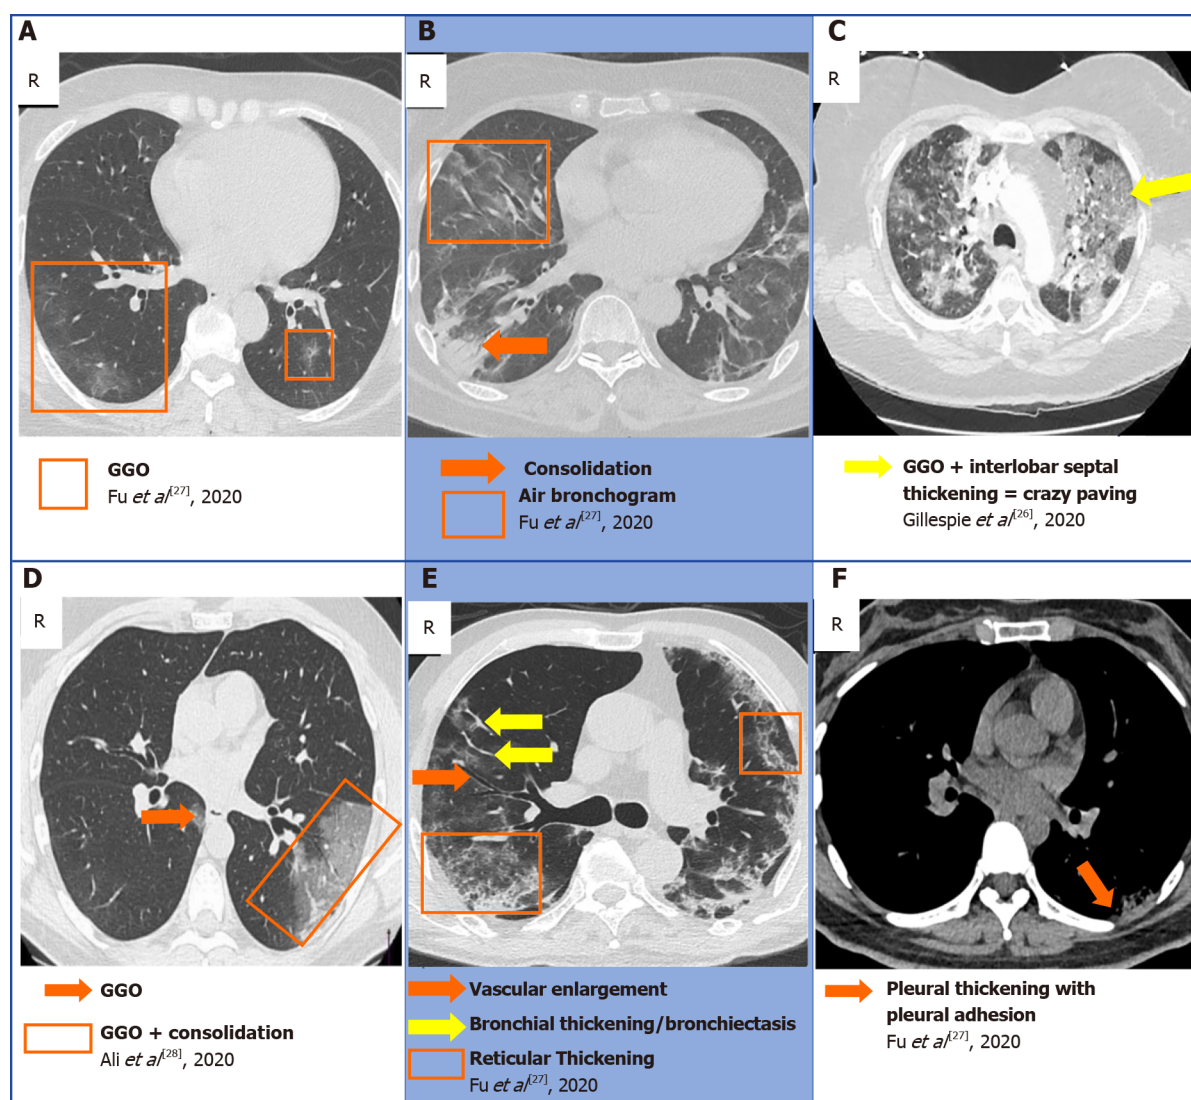 A
R
GGO
Fu et al[27], 2020
B
R
Consolidation
Air bronchogram
Fu et al[27], 2020
C
R
GGO + interlobar septal
thickening = crazy paving
Gillespie et al[26], 2020
D
R
GGO
GGO + consolidation
Ali et al[28], 2020
E
R
Vascular enlargement
Bronchial thickening/bronchiectasis
Reticular Thickening
Fu et al[27], 2020
F
R
Pleural thickening with
pleural adhesion
Fu et al[27], 2020